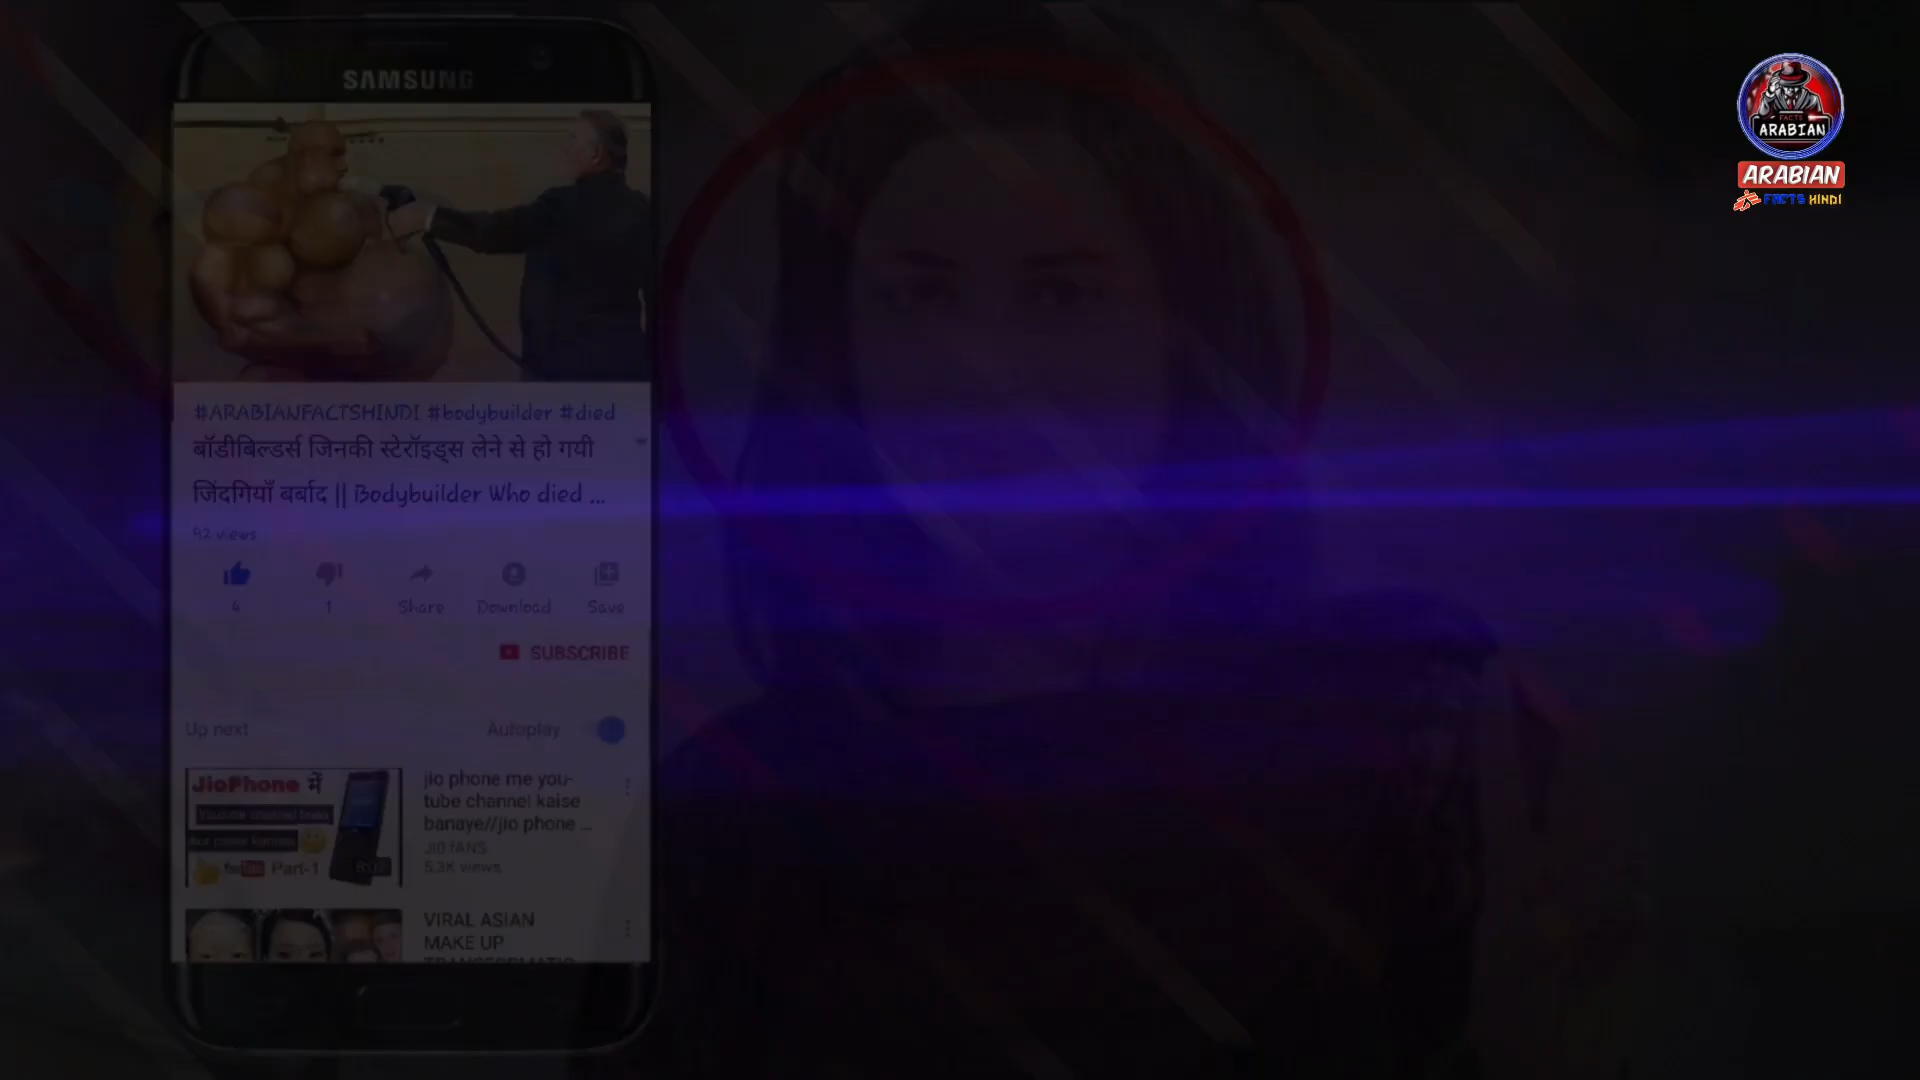 SAMSUNG
#ARABIANFACTSHINDI #bodybuilder #died
बॉडीबिल्डर्स जिनकी स्टेरॉइड्स लेने से हो गयी
जिंदगियाँ बर्बाद || Bodybuilder Who died ...
92 views
4
1
Share
Download
Save
SUBSCRIBE
Up next
Autoplay
JioPhone में
Part-1
jio phone me you-
tube channel kaise
banaye//jio phone ...
JIO fANS
5.3K views
VIRAL ASIAN
MAKE UP
FACTS
ARABIAN
ARABIAN
FACTS HINDI